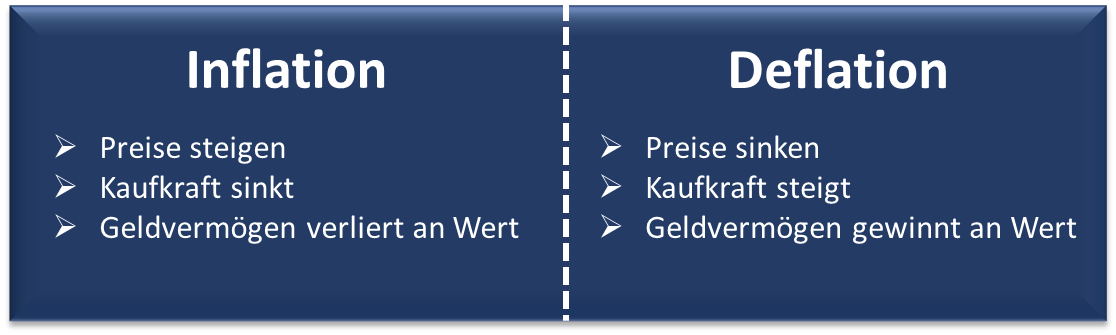 Inflation
Preise steigen
Kaufkraft sinkt
Geldvermögen verliert an Wert
Deflation
Preise sinken
Kaufkraft steigt
Geldvermögen gewinnt an Wert